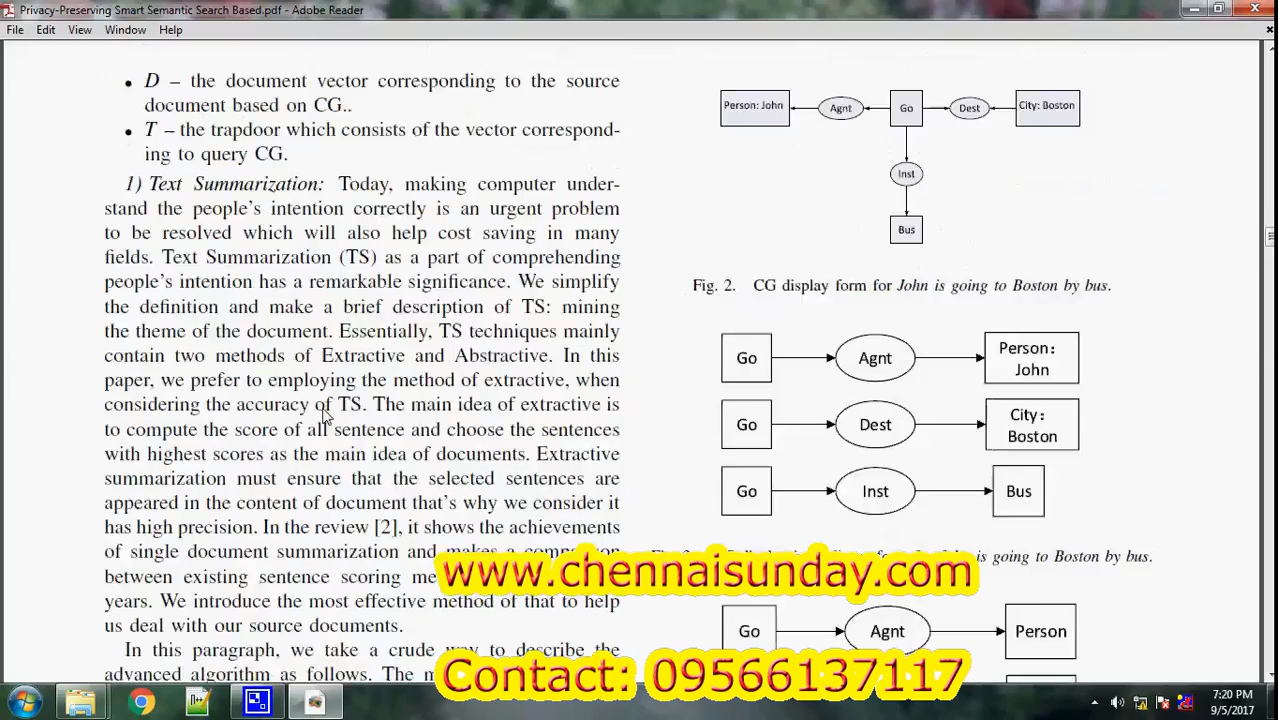 Privacy-Preserving Smart Semantic Search Based.pdf - Adobe Reader
File Edit View Window Help
• D – the document vector corresponding to the source
document based on CG..
• T – the trapdoor which consists of the vector correspond-
ing to query CG.
1) Text Summarization: Today, making computer under-
stand the people's intention correctly is an urgent problem
to be resolved which will also help cost saving in many
fields. Text Summarization (TS) as a part of comprehending
people's intention has a remarkable significance. We simplify
the definition and make a brief description of TS: mining
the theme of the document. Essentially, TS techniques mainly
contain two methods of Extractive and Abstractive. In this
paper, we prefer to employing the method of extractive, when
considering the accuracy of TS. The main idea of extractive is
to compute the score of all sentence and choose the sentences
with highest scores as the main idea of documents. Extractive
summarization must ensure that the selected sentences are
appeared in the content of document that's why we consider it
has high precision. In the review [2], it shows the achievements
of single document summarization and makes a
between existing sentence scoring
years. We introduce the most effective method of that to help
us deal with our source documents.
In this paragraph, we take a crude way to describe the
advanced algorithm as follows. The
Person: John Agnt Go Dest City: Boston
Inst
Bus
Fig. 2. CG display form for John is going to Boston by bus.
Go Agnt Person: John
Go Dest City: Boston
Go Inst Bus
is going to Boston by bus.
Go Agnt Person
www.chennaisunday.com
Contact: 09566137117
7:20 PM
9/5/2017